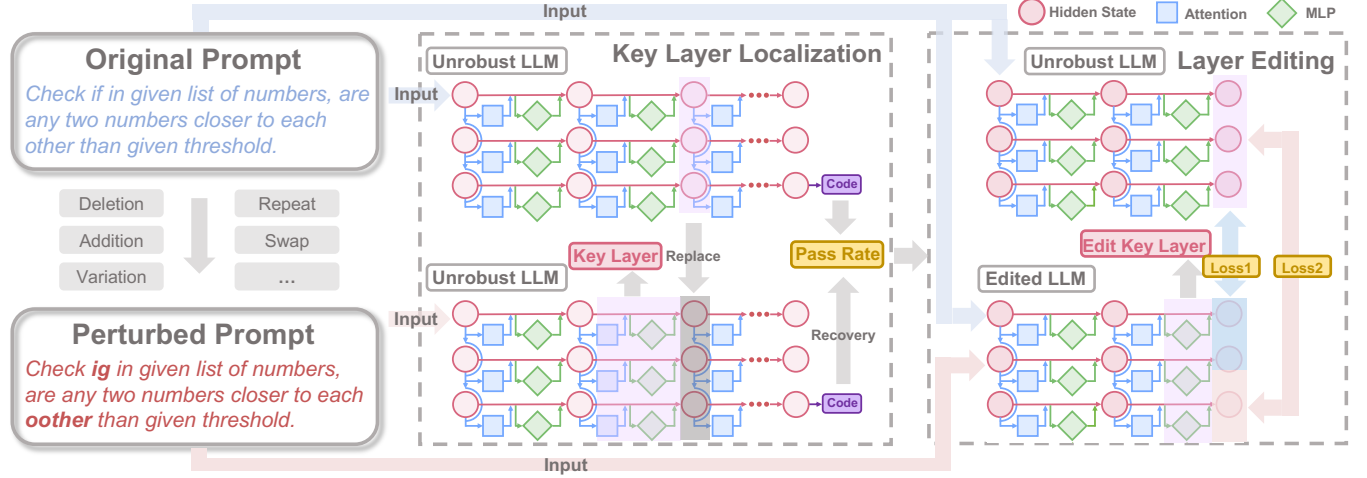 Input
Hidden State
Attention
MLP
Original Prompt
Check if in given list of numbers, are
any two numbers closer to each
other than given threshold.
Deletion
Repeat
Addition
Swap
Variation
...
Perturbed Prompt
Check ig in given list of numbers,
are any two numbers closer to each
oother than given threshold.
Input
Input
Key Layer Localization
Unrobust LLM
Code
Key Layer
Replace
Pass Rate
Unrobust LLM
Recovery
Code
Input
Layer Editing
Unrobust LLM
Edit Key Layer
Loss1
Loss2
Edited LLM